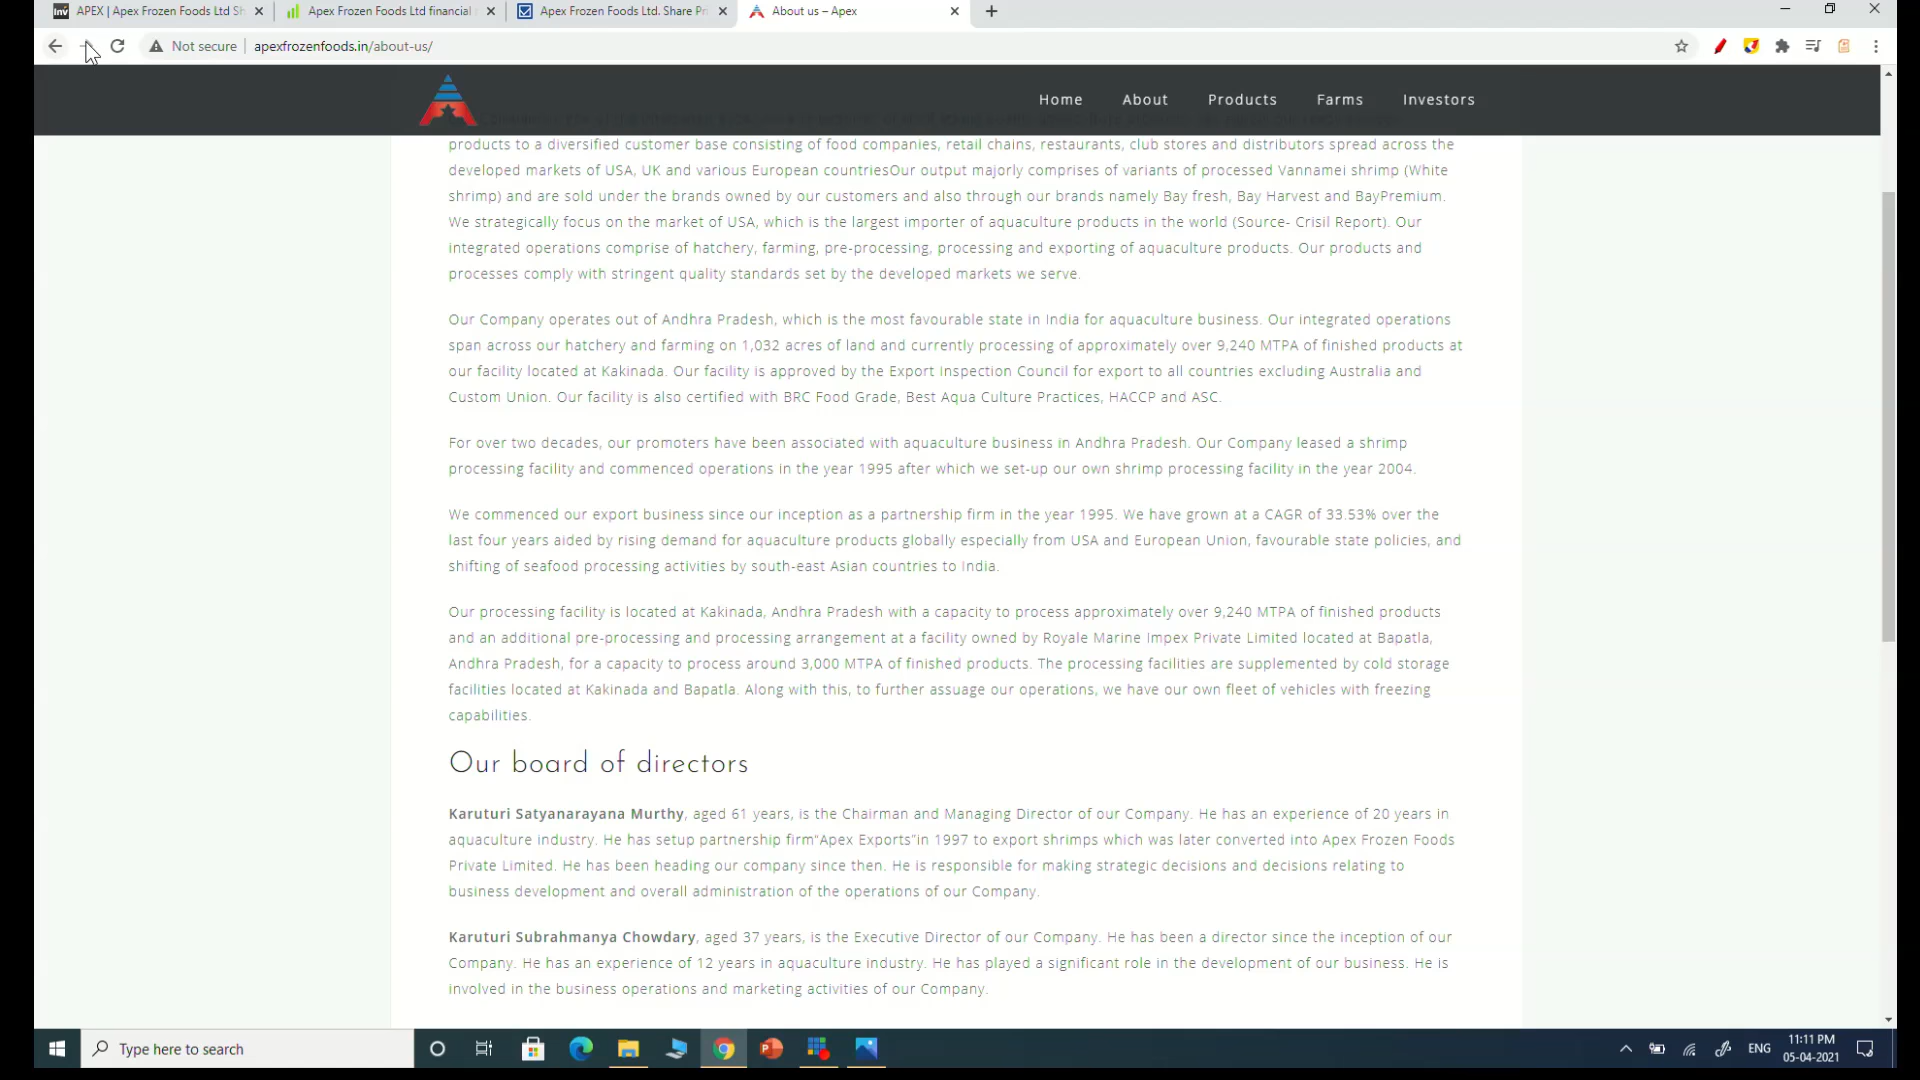 APEX | Apex Frozen Foods Ltd Sh
Apex Frozen Foods Ltd financial
Apex Frozen Foods Ltd. Share Pr
About us – Apex
Not secure
apexfrozenfoods.in/about-us/
Home
About
Products
Farms
Investors
products to a diversified customer base consisting of food companies, retail chains, restaurants, club stores and distributors spread across the
developed markets of USA, UK and various European countriesOur output majorly comprises of variants of processed Vannamei shrimp (White
shrimp) and are sold under the brands owned by our customers and also through our brands namely Bay fresh, Bay Harvest and BayPremium.
We strategically focus on the market of USA, which is the largest importer of aquaculture products in the world (Source- Crisil Report). Our
integrated operations comprise of hatchery, farming, pre-processing, processing and exporting of aquaculture products. Our products and
processes comply with stringent quality standards set by the developed markets we serve.
Our Company operates out of Andhra Pradesh, which is the most favourable state in India for aquaculture business. Our integrated operations
span across our hatchery and farming on 1,032 acres of land and currently processing of approximately over 9,240 MTPA of finished products at
our facility located at Kakinada. Our facility is approved by the Export Inspection Council for export to all countries excluding Australia and
Custom Union. Our facility is also certified with BRC Food Grade, Best Aqua Culture Practices, HACCP and ASC.
For over two decades, our promoters have been associated with aquaculture business in Andhra Pradesh. Our Company leased a shrimp
processing facility and commenced operations in the year 1995 after which we set-up our own shrimp processing facility in the year 2004.
We commenced our export business since our inception as a partnership firm in the year 1995. We have grown at a CAGR of 33.53% over the
last four years aided by rising demand for aquaculture products globally especially from USA and European Union, favourable state policies, and
shifting of seafood processing activities by south-east Asian countries to India.
Our processing facility is located at Kakinada, Andhra Pradesh with a capacity to process approximately over 9,240 MTPA of finished products
and an additional pre-processing and processing arrangement at a facility owned by Royale Marine Impex Private Limited located at Bapatla,
Andhra Pradesh, for a capacity to process around 3,000 MTPA of finished products. The processing facilities are supplemented by cold storage
facilities located at Kakinada and Bapatla. Along with this, to further assuage our operations, we have our own fleet of vehicles with freezing
capabilities.
Our board of directors
Karuturi Satyanarayana Murthy, aged 61 years, is the Chairman and Managing Director of our Company. He has an experience of 20 years in
aquaculture industry. He has setup partnership firm“Apex Exports”in 1997 to export shrimps which was later converted into Apex Frozen Foods
Private Limited. He has been heading our company since then. He is responsible for making strategic decisions and decisions relating to
business development and overall administration of the operations of our Company.
Karuturi Subrahmanya Chowdary, aged 37 years, is the Executive Director of our Company. He has been a director since the inception of our
Company. He has an experience of 12 years in aquaculture industry. He has played a significant role in the development of our business. He is
involved in the business operations and marketing activities of our Company.
Type here to search
ENG
11:11 PM
05-04-2021